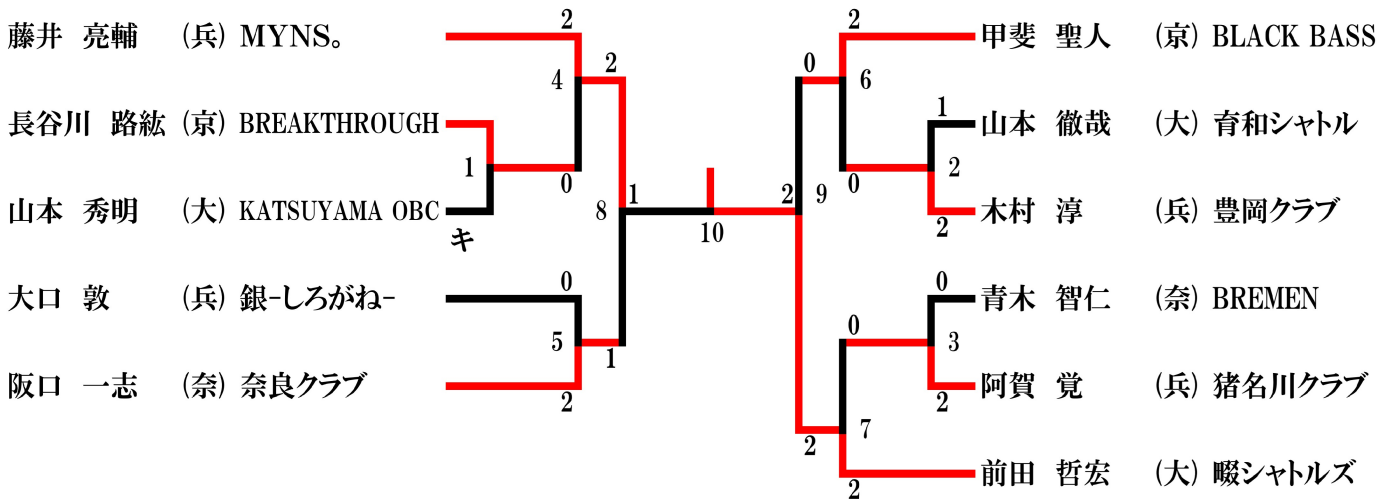 藤井 亮輔 (兵) MYNS。
長谷川 路紘 (京) BREAKTHROUGH
山本 秀明 (大) KATSUYAMA OBC
キ
大口 敦 (兵) 銀-しろがね-
阪口 一志 (奈) 奈良クラブ
2
4
2
1
0
8
1
0
5
1
2
10
2
9
0
2
6
1
2
0
2
0
0
3
2
7
2
2
甲斐 聖人 (京) BLACK BASS
山本 徹哉 (大) 育和シャトル
木村 淳 (兵) 豊岡クラブ
青木 智仁 (奈) BREMEN
阿賀 覚 (兵) 猪名川クラブ
前田 哲宏 (大) 畷シャトルズ